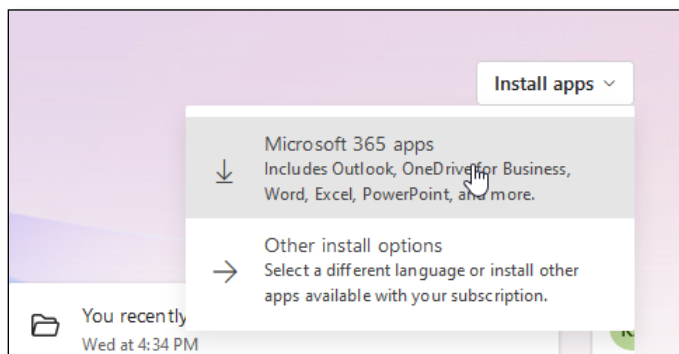 Install apps
Microsoft 365 apps
Includes Outlook, OneDrive for Business,
Word, Excel, PowerPoint, and more.
Other install options
Select a different language or install other
apps available with your subscription.
You recently
Wed at 4:34 PM